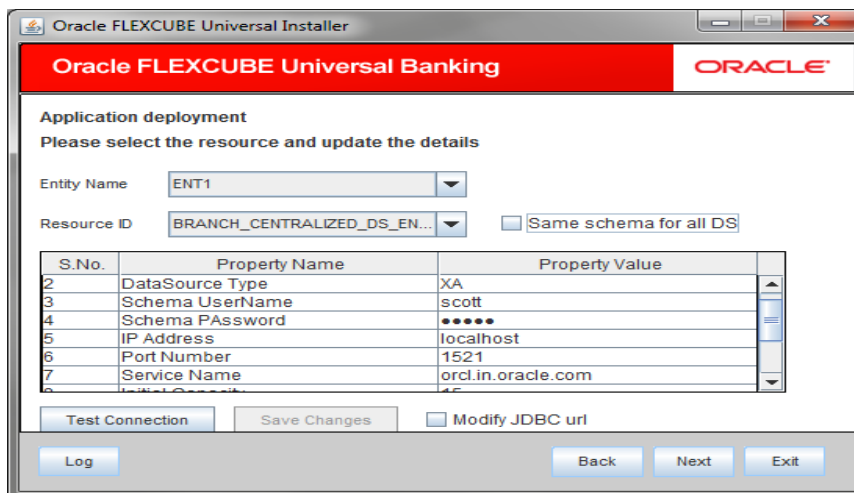 Oracle FLEXCUBE Universal Installer
Oracle FLEXCUBE Universal Banking
ORACLE
Application deployment
Please select the resource and update the details
Entity Name ENT1
Resource ID BRANCH_CENTRALIZED_DS_EN... Same schema for all DS
S.No. Property Name Property Value
2 DataSource Type XA
3 Schema UserName scott
4 Schema PAssword •••••
5 IP Address localhost
6 Port Number 1521
7 Service Name orcl.in.oracle.com
Test Connection Save Changes Modify JDBC url
Log Back Next Exit